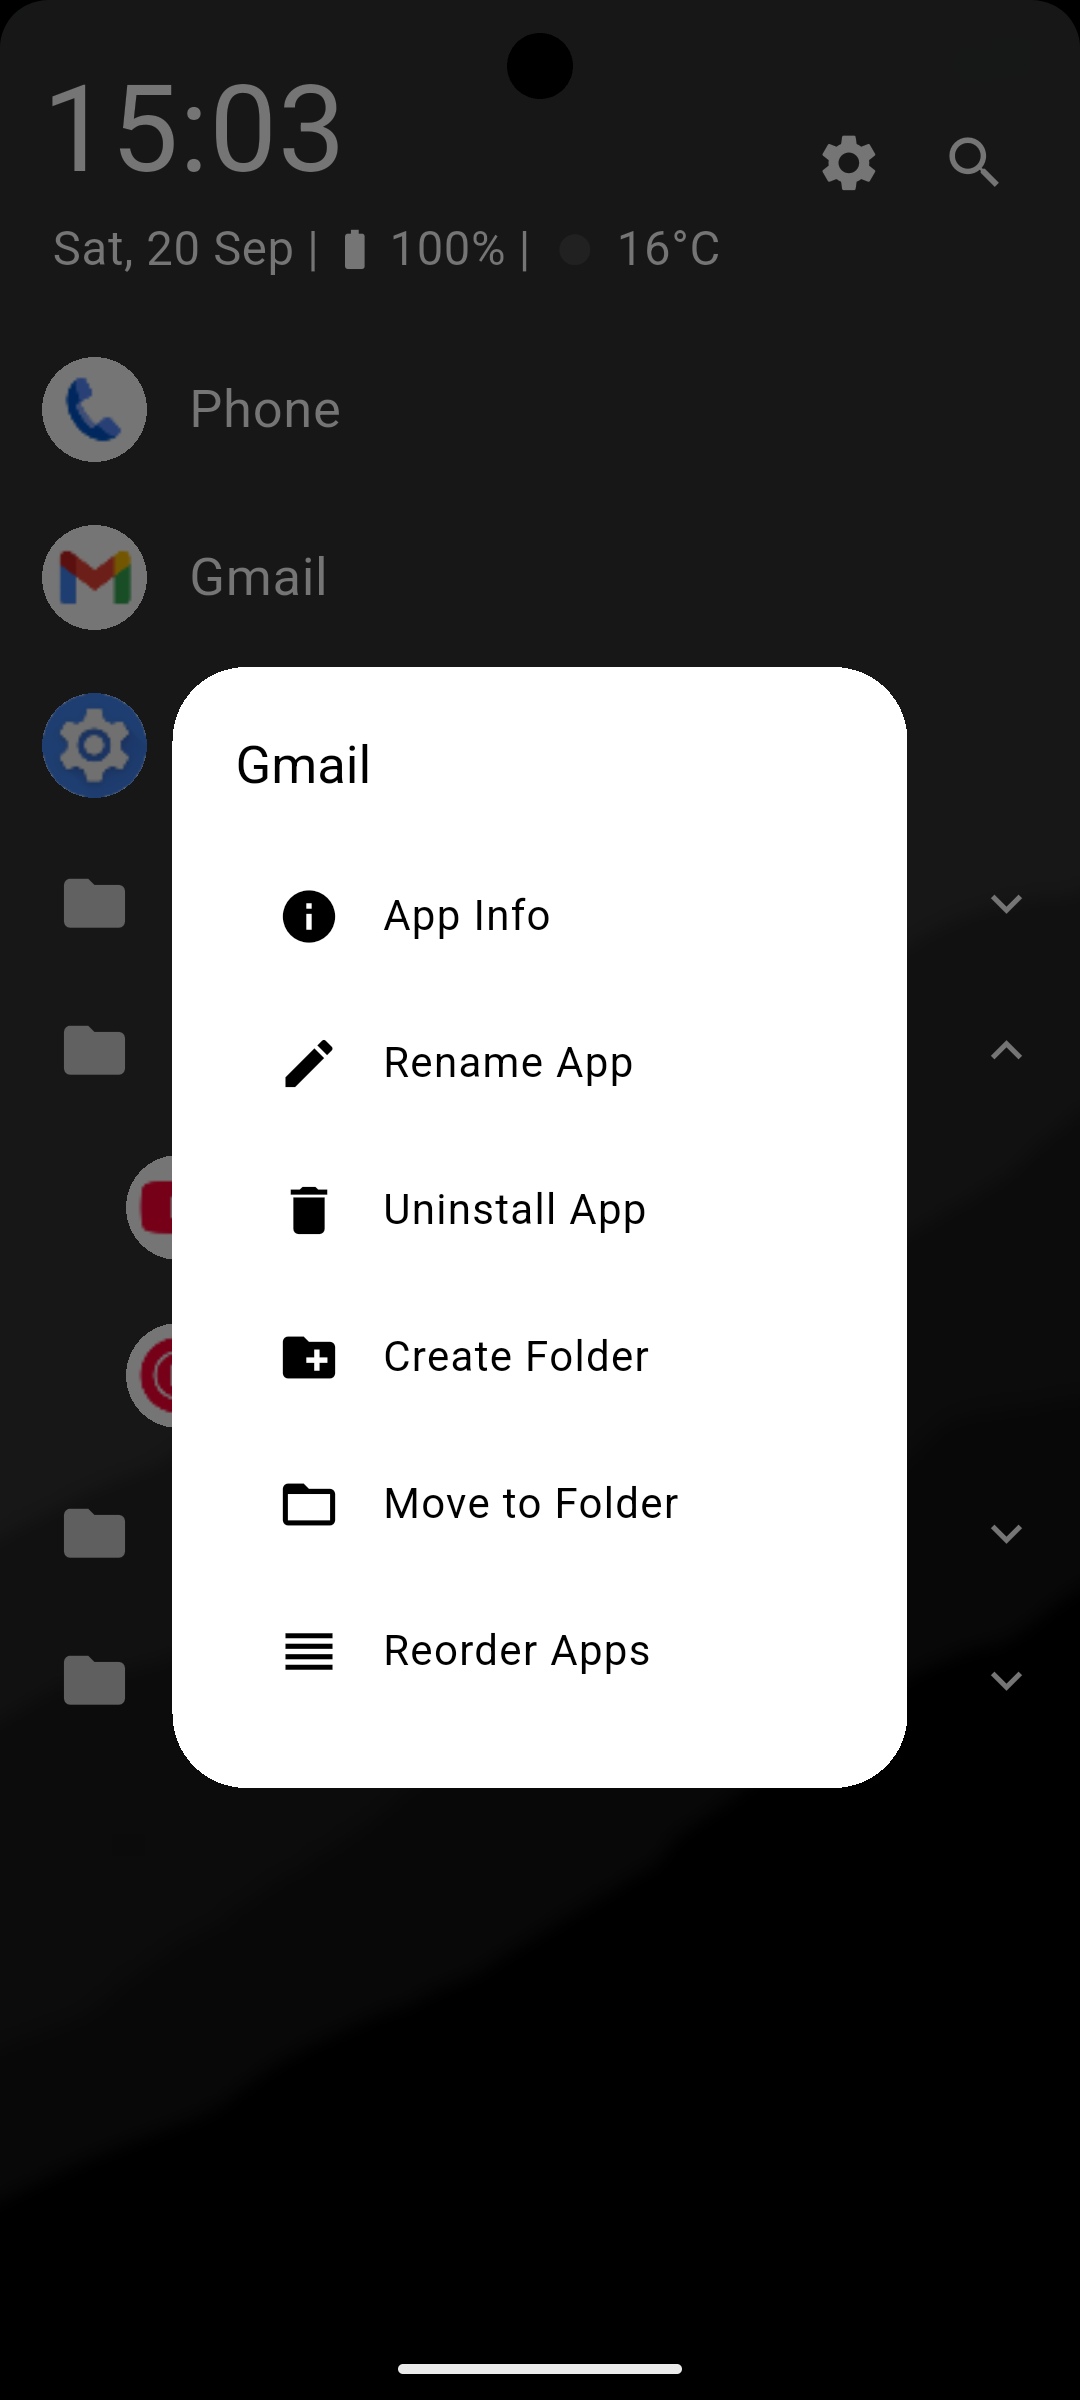 15:03
Sat, 20 Sep | 100% | 16°C
Phone
Gmail
Gmail
App Info
Rename App
Uninstall App
Create Folder
Move to Folder
Reorder Apps